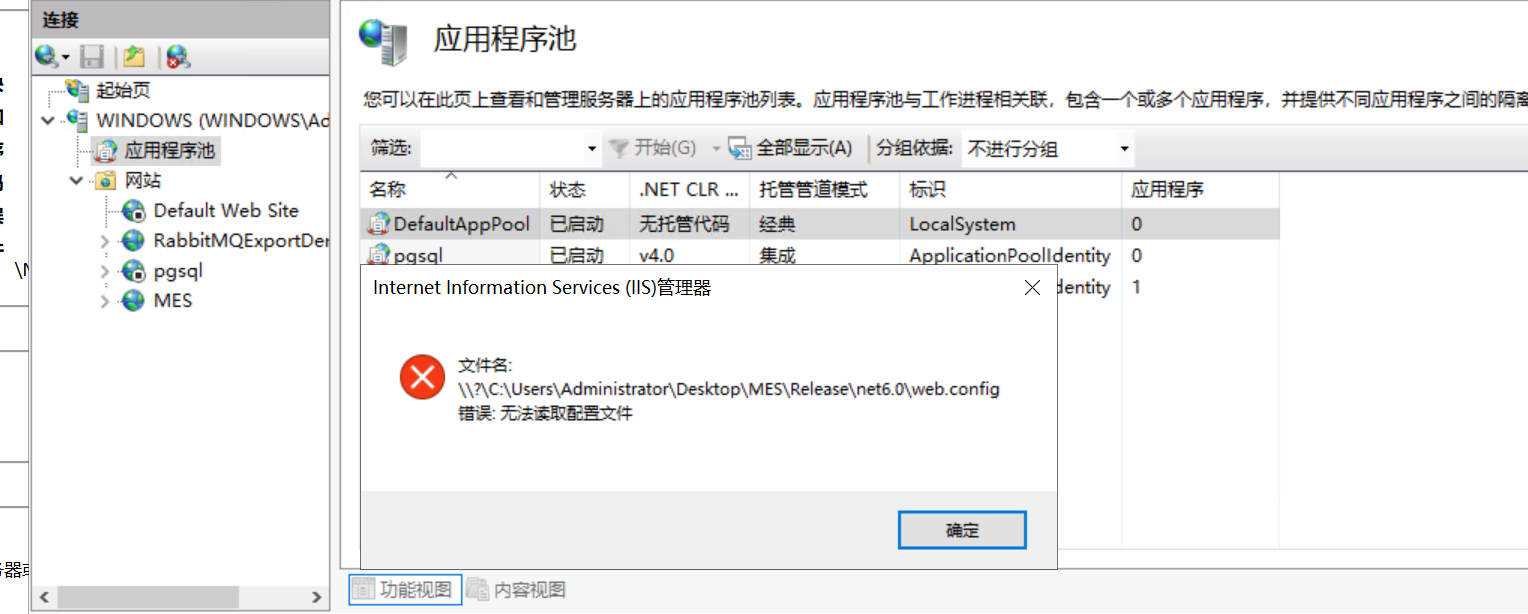 连接
起始页
WINDOWS (WINDOWS\Ad
应用程序池
网站
Default Web Site
RabbitMQExportDer
pgsql
MES
\N
应用程序池
您可以在此页上查看和管理服务器上的应用程序池列表。应用程序池与工作进程相关联，包含一个或多个应用程序，并提供不同应用程序之间的隔离
筛选: 开始(G) 全部显示(A) 分组依据: 不进行分组
名称 状态 .NET CLR ... 托管管道模式 标识 应用程序
DefaultAppPool 已启动 无托管代码 经典 LocalSystem 0
pgsql 已启动 v4.0 集成 ApplicationPoolIdentity 0
dentity 1
Internet Information Services (IIS)管理器
文件名:
\\?\C:\Users\Administrator\Desktop\MES\Release\net6.0\web.config
错误: 无法读取配置文件
确定
功能视图 内容视图